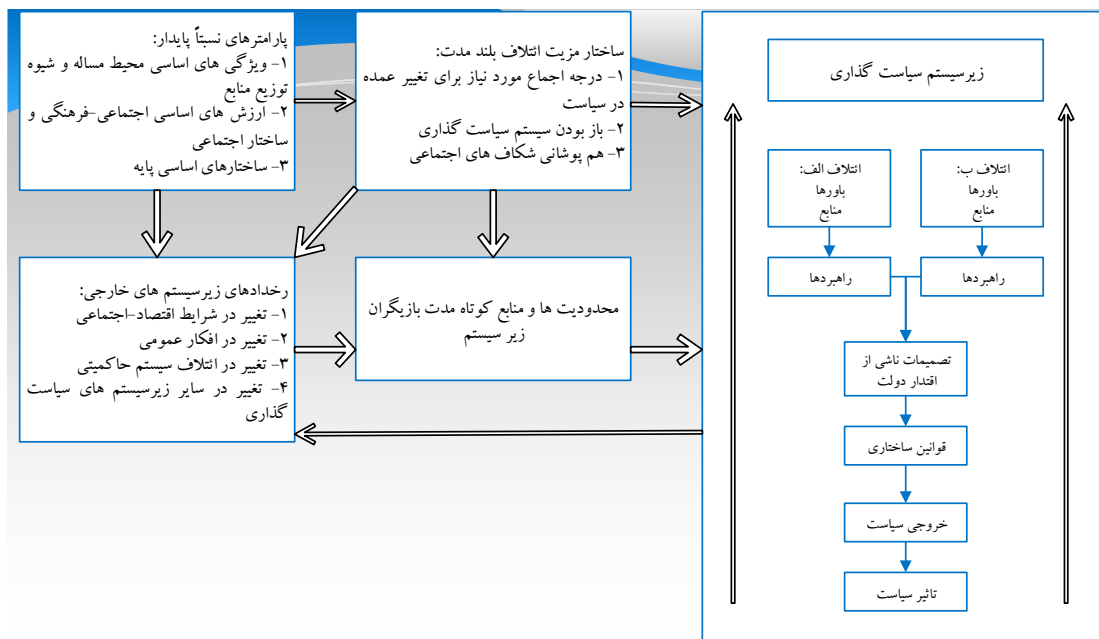 پارامترهای نسبتاً پایدار:
۱- ویژگی های اساسی محیط مساله و شیوه
توزیع منابع
۲- ارزش های اساسی اجتماعی-فرهنگی و
ساختار اجتماعی
۳- ساختارهای اساسی پایه
ساختار مزیت ائتلاف بلند مدت:
۱- درجه اجماع مورد نیاز برای تغییر عمده
در سیاست
۲- باز بودن سیستم سیاست گذاری
۳- هم پوشانی شکاف های اجتماعی
رخدادهای زیرسیستم های خارجی:
۱- تغییر در شرایط اقتصاد-اجتماعی
۲- تغییر در افکار عمومی
۳- تغییر در ائتلاف سیستم حاکمیتی
۴- تغییر در سایر زیرسیستم های سیاست
گذاری
محدودیت ها و منابع کوتاه مدت بازیگران
زیر سیستم
زیرسیستم سیاست گذاری
ائتلاف ب:
باورها
منابع
ائتلاف الف:
باورها
منابع
راهبردها
راهبردها
تصمیمات ناشی از
اقتدار دولت
قوانین ساختاری
خروجی سیاست
تاثیر سیاست